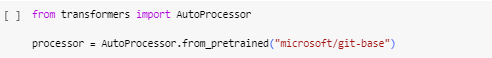 [ ] from transformers import AutoProcessor
processor = AutoProcessor.from_pretrained("microsoft/git-base")